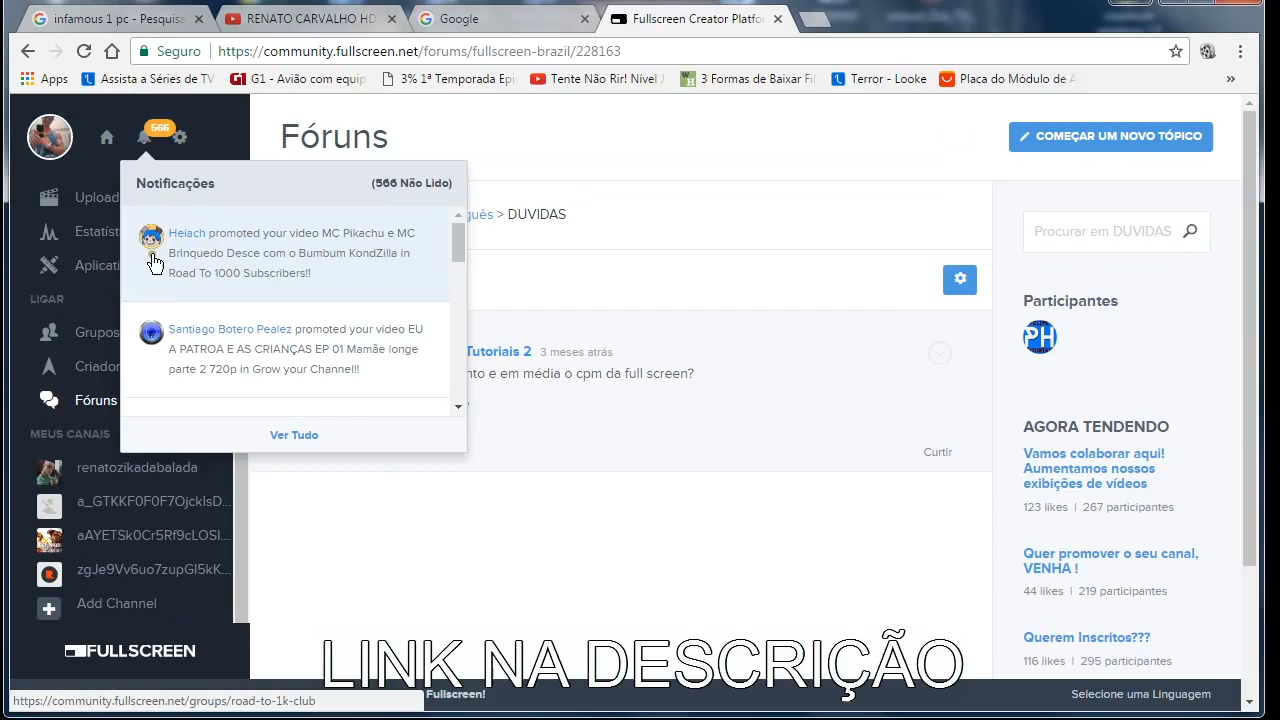 infamous 1 pc - Pesquisa
RENATO CARVALHO HD
Google
Fullscreen Creator Platfo
Seguro
https://community.fullscreen.net/forums/fullscreen-brazil/228163
Apps
Assista a Séries de TV
G1 - Avião com equip
3% 1ª Temporada Epi
Tente Não Rir! Nível
3 Formas de Baixar Fi
Terror - Looke
Placa do Módulo de A
»
566
Fóruns
COMEÇAR UM NOVO TÓPICO
Notificações
(566 Não Lido)
Upload
Estatíst
Aplicati
LIGAR
Grupos
Criador
Fóruns
MEUS CANAIS
renatozikadabalada
a_GTKKF0F0F7OjcklsD...
aAYETSk0Cr5Rf9cLOSl...
zgJe9Vv6uo7zupGl5kK...
Add Channel
FULLSCREEN
Heiach promoted your video MC Pikachu e MC
Brinquedo Desce com o Bumbum KondZilla in
Road To 1000 Subscribers!!
Santiago Botero Pealez promoted your video EU
A PATROA E AS CRIANÇAS EP 01 Mamãe longe
parte 2 720p in Grow your Channel!!
Ver Tudo
guês > DUVIDAS
Tutoriais 2 3 meses atrás
nto e em média o cpm da full screen?
Curtir
Procurar em DUVIDAS
Participantes
PH
AGORA TENDENDO
Vamos colaborar aqui!
Aumentamos nossos
exibições de vídeos
123 likes | 267 participantes
Quer promover o seu canal,
VENHA !
44 likes | 219 participantes
Querem Inscritos???
116 likes | 295 participantes
LINK NA DESCRIÇÃO
https://community.fullscreen.net/groups/road-to-1k-club
Fullscreen!
Selecione uma Linguagem